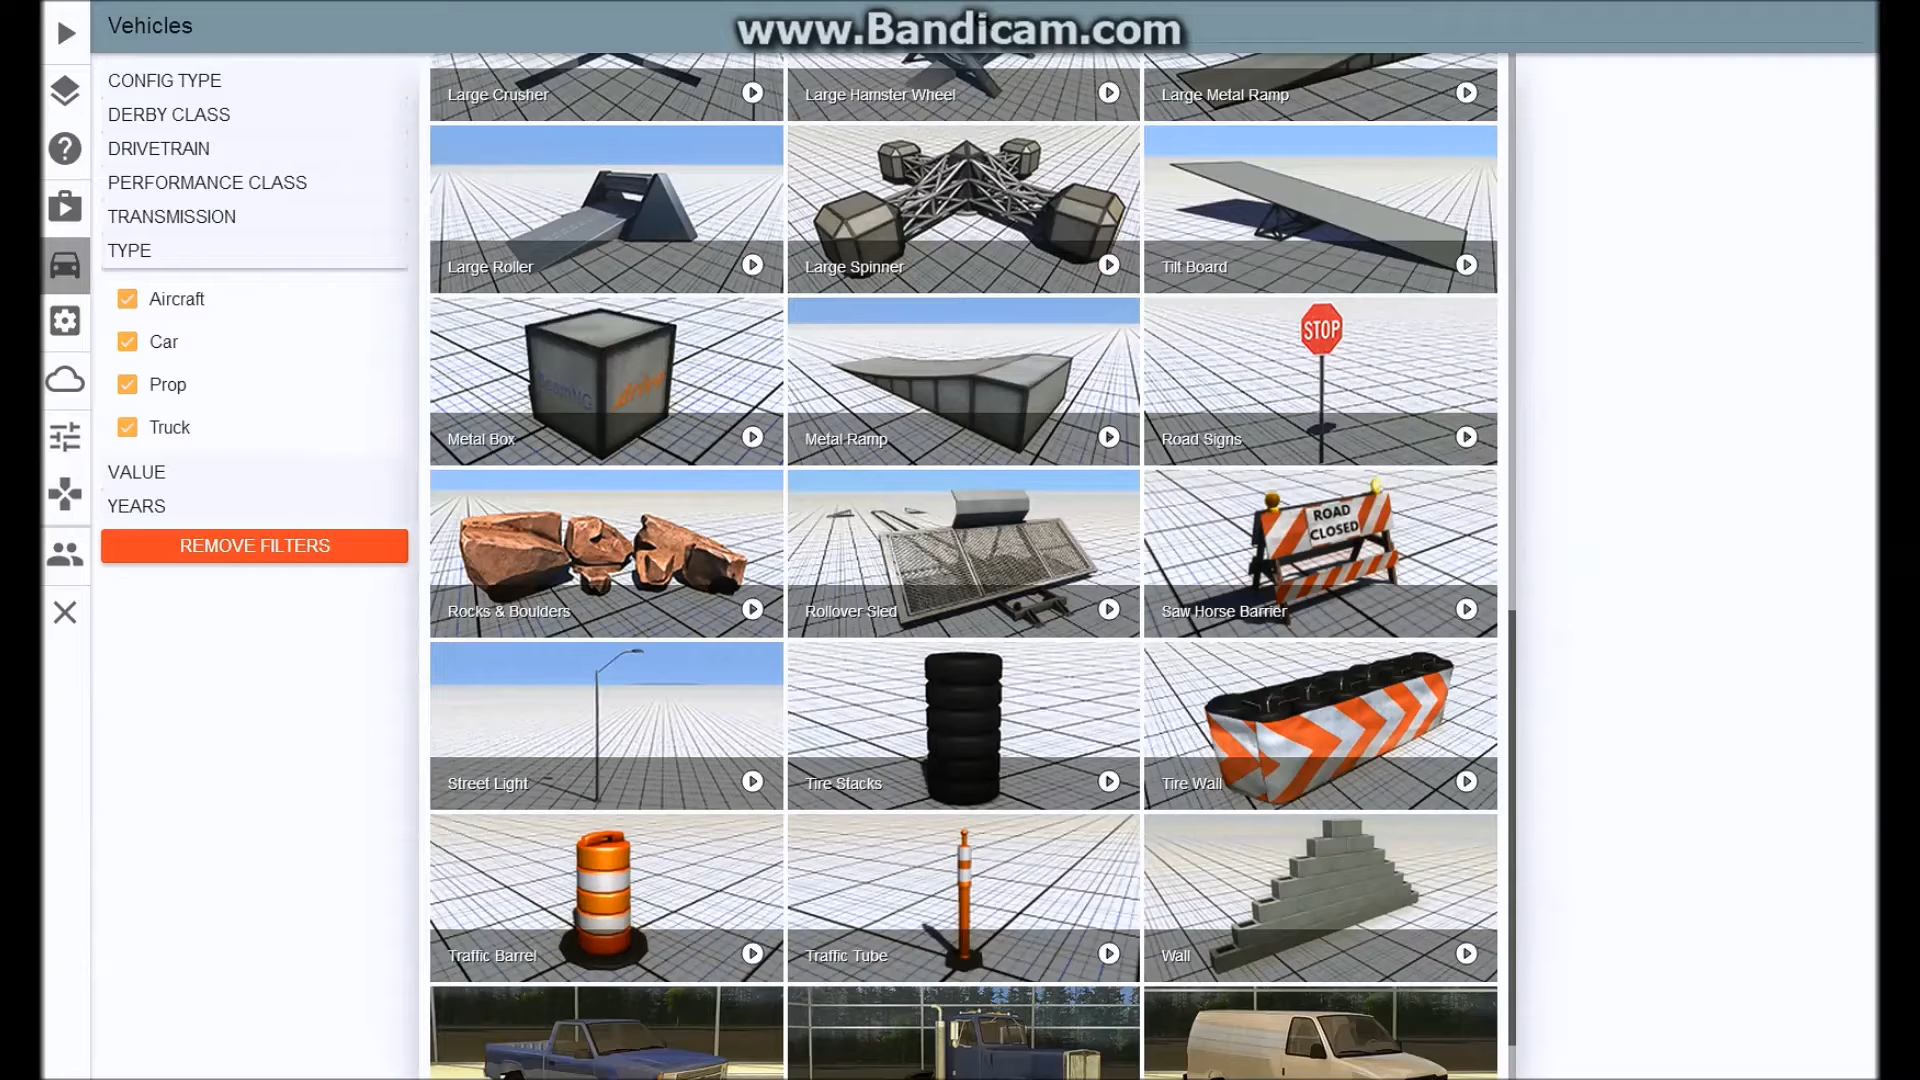 Vehicles
www.Bandicam.com
CONFIG TYPE
DERBY CLASS
DRIVETRAIN
PERFORMANCE CLASS
TRANSMISSION
TYPE
Aircraft
Car
Prop
Truck
VALUE
YEARS
REMOVE FILTERS
Large Crusher
Large Hamster Wheel
Large Metal Ramp
Large Roller
Large Spinner
Tilt Board
BeamNG
drive
Metal Box
Metal Ramp
STOP
Road Signs
Rocks & Boulders
Rollover Sled
ROAD
CLOSED
Saw Horse Barrier
Street Light
Tire Stacks
Tire Wall
Traffic Barrel
Traffic Tube
Wall